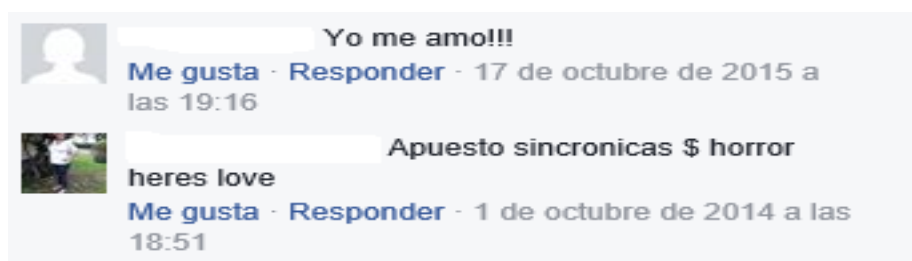 Yo me amo!!!
Me gusta · Responder · 17 de octubre de 2015 a
las 19:16
Apuesto sincronicas $ horror
heres love
Me gusta · Responder · 1 de octubre de 2014 a las
18:51